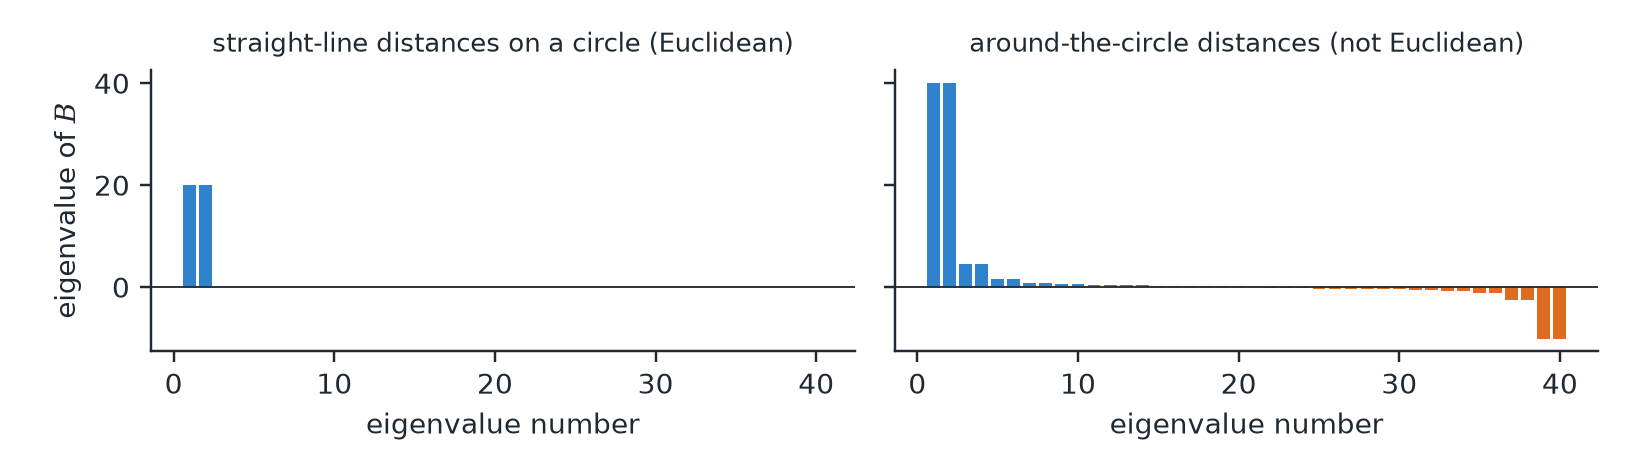 straight-line distances on a circle (Euclidean)
around-the-circle distances (not Euclidean)
eigenvalue of B
40
20
0
0 10 20 30 40
0 10 20 30 40
eigenvalue number
eigenvalue number